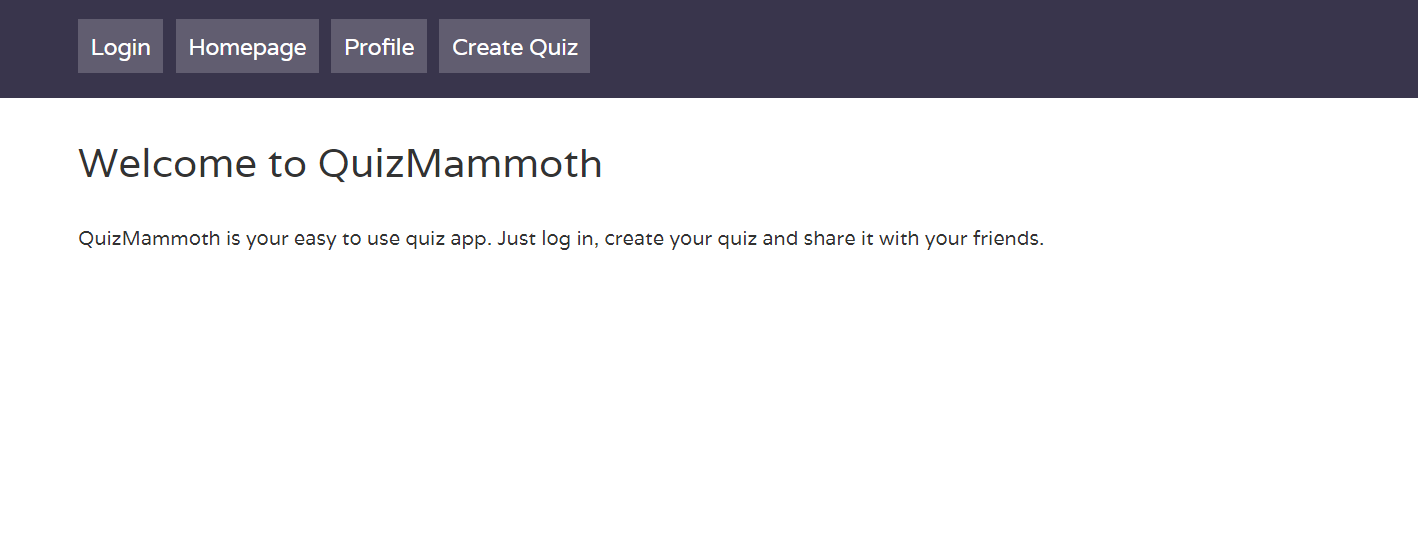 Login Homepage Profile Create Quiz
Welcome to QuizMammoth
QuizMammoth is your easy to use quiz app. Just log in, create your quiz and share it with your friends.